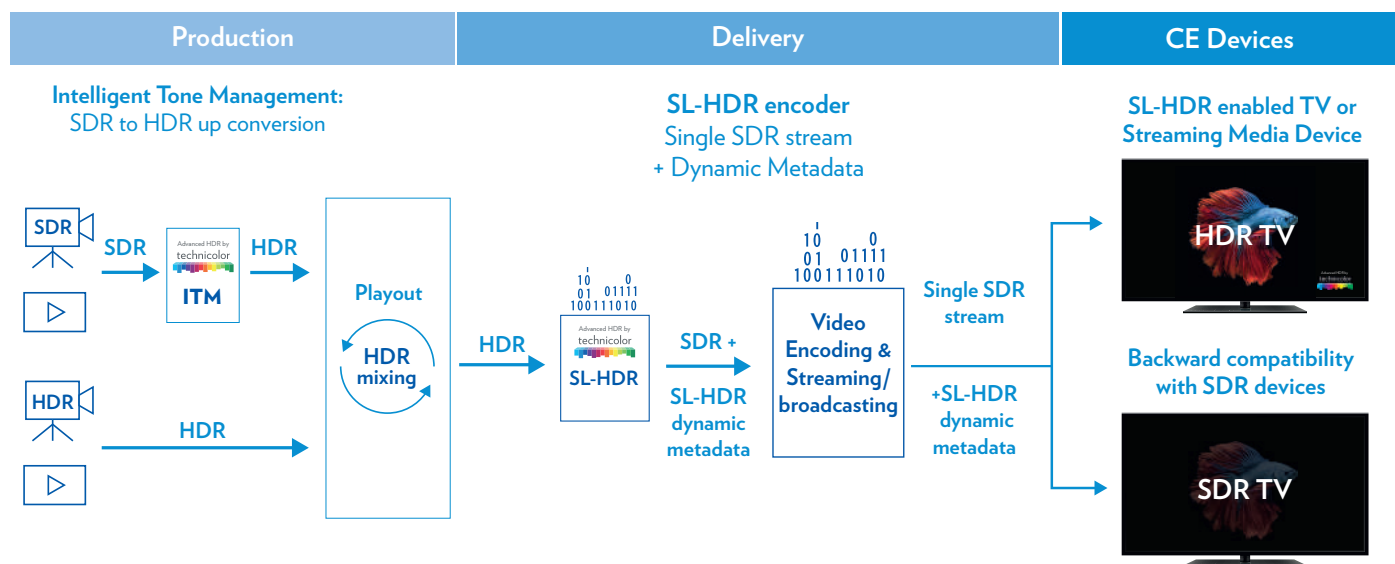 Production
Delivery
CE Devices
Intelligent Tone Management:
SDR to HDR up conversion
SL-HDR encoder
Single SDR stream
+ Dynamic Metadata
SL-HDR enabled TV or
Streaming Media Device
SDR
SDR
Advanced HDR by
technicolor
ITM
HDR
HDR
HDR
Playout
HDR
mixing
HDR
10
0
01
01111
100111010
Advanced HDR by
technicolor
SL-HDR
SDR +
SL-HDR
dynamic
metadata
10
0
01
01111
100111010
Video
Encoding &
Streaming/
broadcasting
Single SDR
stream
+SL-HDR
dynamic
metadata
HDR TV
Advanced HDR by
technicolor
Backward compatibility
with SDR devices
SDR TV